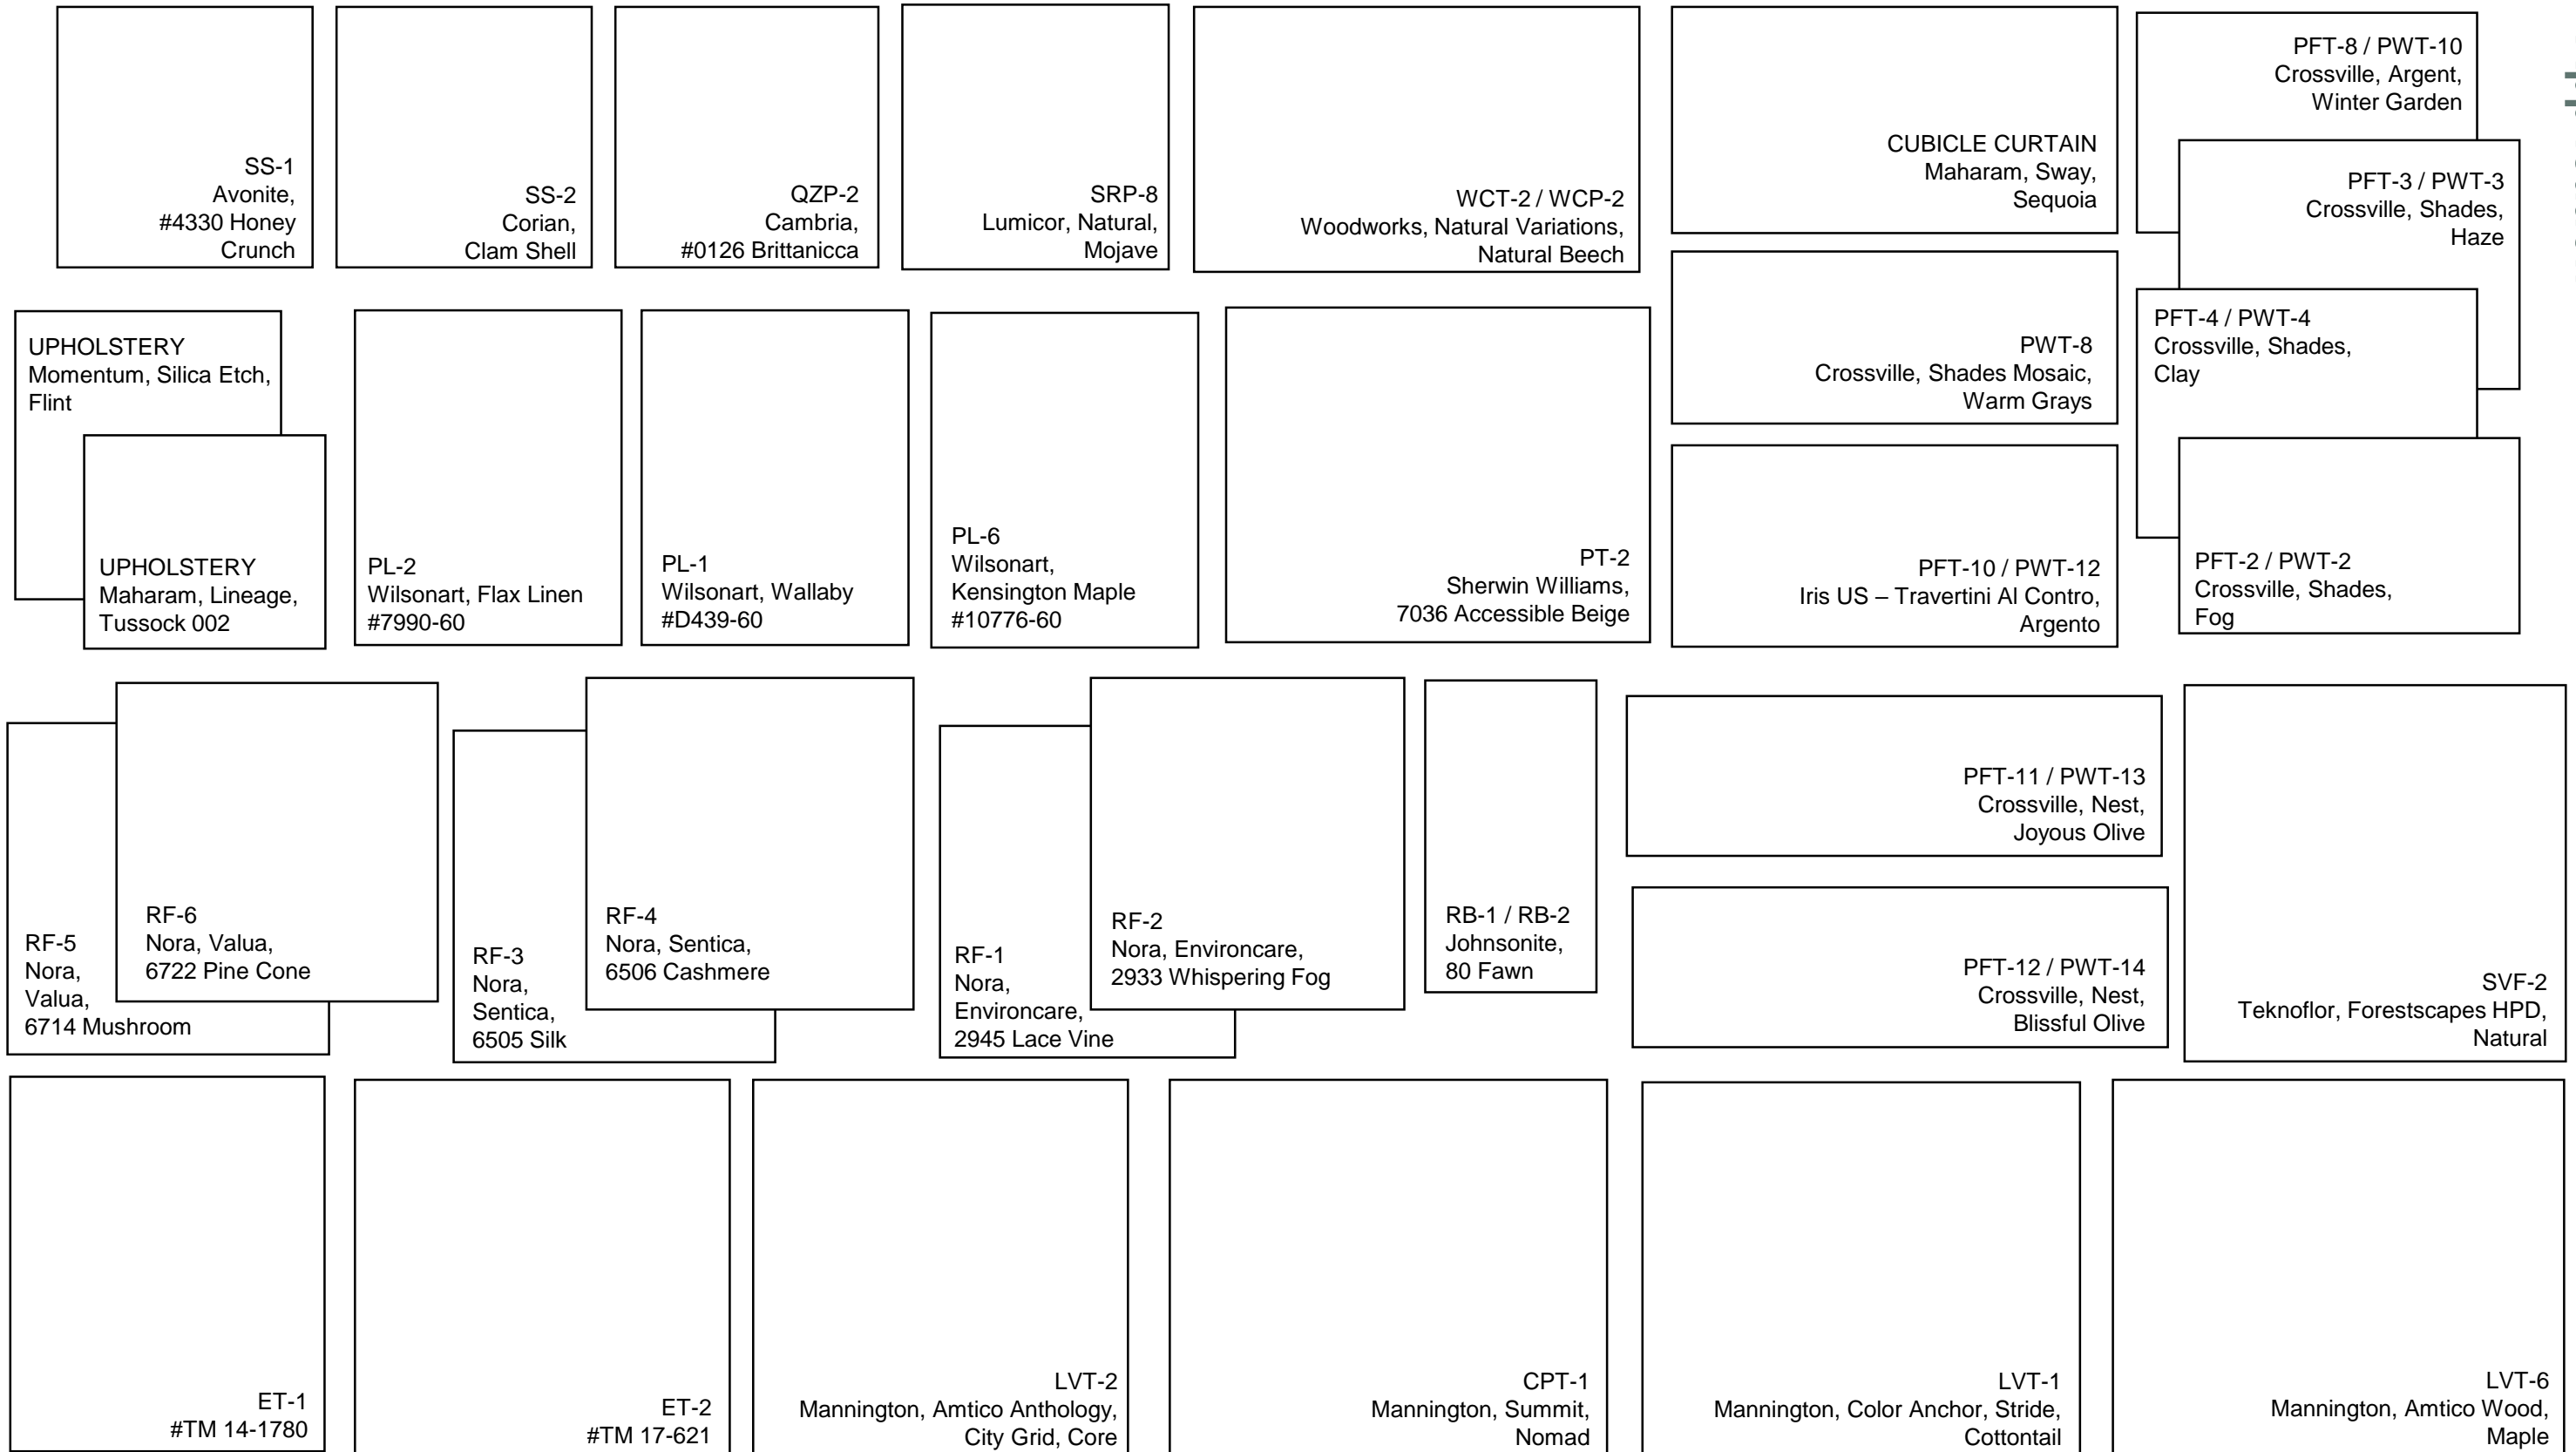 SS-1
Avonite,
#4330 Honey
Crunch
SS-2
Corian,
Clam Shell
QZP-2
Cambria,
#0126 Brittanicca
SRP-8
Lumicor, Natural,
Mojave
WCT-2 / WCP-2
Woodworks, Natural Variations,
Natural Beech
CUBICLE CURTAIN
Maharam, Sway,
Sequoia
PFT-8 / PWT-10
Crossville, Argent,
Winter Garden
PFT-3 / PWT-3
Crossville, Shades,
Haze
UPHOLSTERY
Momentum, Silica Etch,
Flint
UPHOLSTERY
Maharam, Lineage,
Tussock 002
PL-2
Wilsonart, Flax Linen
#7990-60
PL-1
Wilsonart, Wallaby
#D439-60
PL-6
Wilsonart,
Kensington Maple
#10776-60
PT-2
Sherwin Williams,
7036 Accessible Beige
PWT-8
Crossville, Shades Mosaic,
Warm Grays
PFT-10 / PWT-12
Iris US – Travertini Al Contro,
Argento
PFT-4 / PWT-4
Crossville, Shades,
Clay
PFT-2 / PWT-2
Crossville, Shades,
Fog
RF-5
Nora,
Valua,
6714 Mushroom
RF-6
Nora, Valua,
6722 Pine Cone
RF-3
Nora,
Sentica,
6505 Silk
RF-4
Nora, Sentica,
6506 Cashmere
RF-1
Nora,
Environcare,
2945 Lace Vine
RF-2
Nora, Environcare,
2933 Whispering Fog
RB-1 / RB-2
Johnsonite,
80 Fawn
PFT-11 / PWT-13
Crossville, Nest,
Joyous Olive
PFT-12 / PWT-14
Crossville, Nest,
Blissful Olive
SVF-2
Teknoflor, Forestscapes HPD,
Natural
ET-1
#TM 14-1780
ET-2
#TM 17-621
LVT-2
Mannington, Amtico Anthology,
City Grid, Core
CPT-1
Mannington, Summit,
Nomad
LVT-1
Mannington, Color Anchor, Stride,
Cottontail
LVT-6
Mannington, Amtico Wood,
Maple